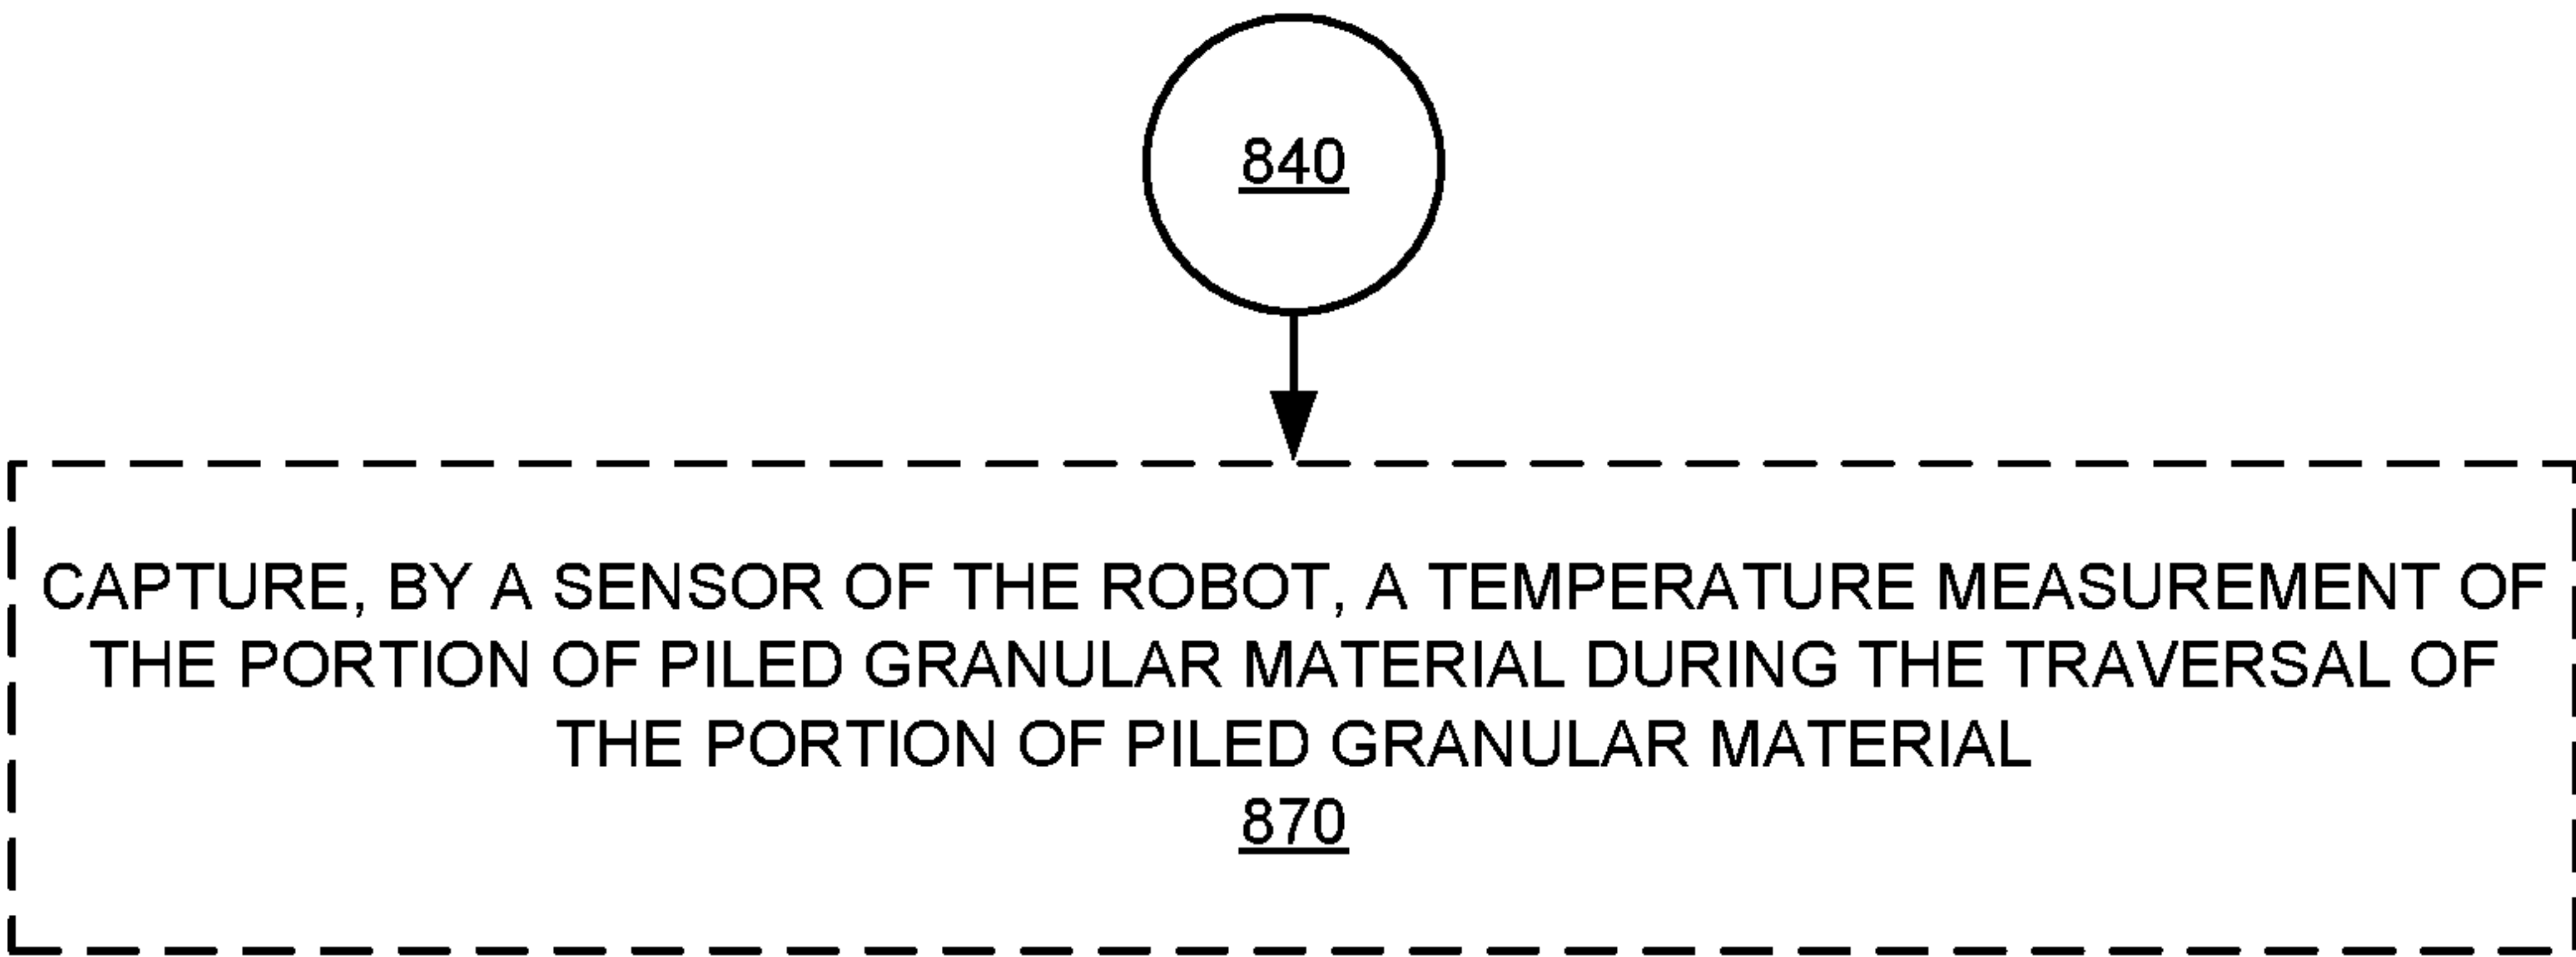 840
CAPTURE, BY A SENSOR OF THE ROBOT, A TEMPERATURE MEASUREMENT OF
THE PORTION OF PILED GRANULAR MATERIAL DURING THE TRAVERSAL OF
THE PORTION OF PILED GRANULAR MATERIAL
870